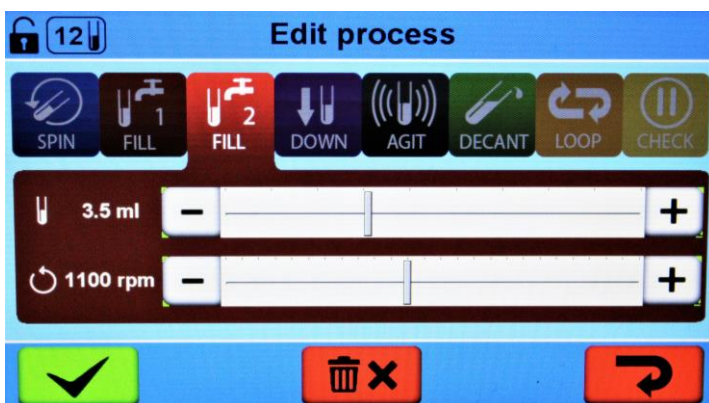 12 Edit process
SPIN
1 FILL
2 FILL
DOWN
AGIT
DECANT
LOOP
CHECK
3.5 ml - +
1100 rpm - +